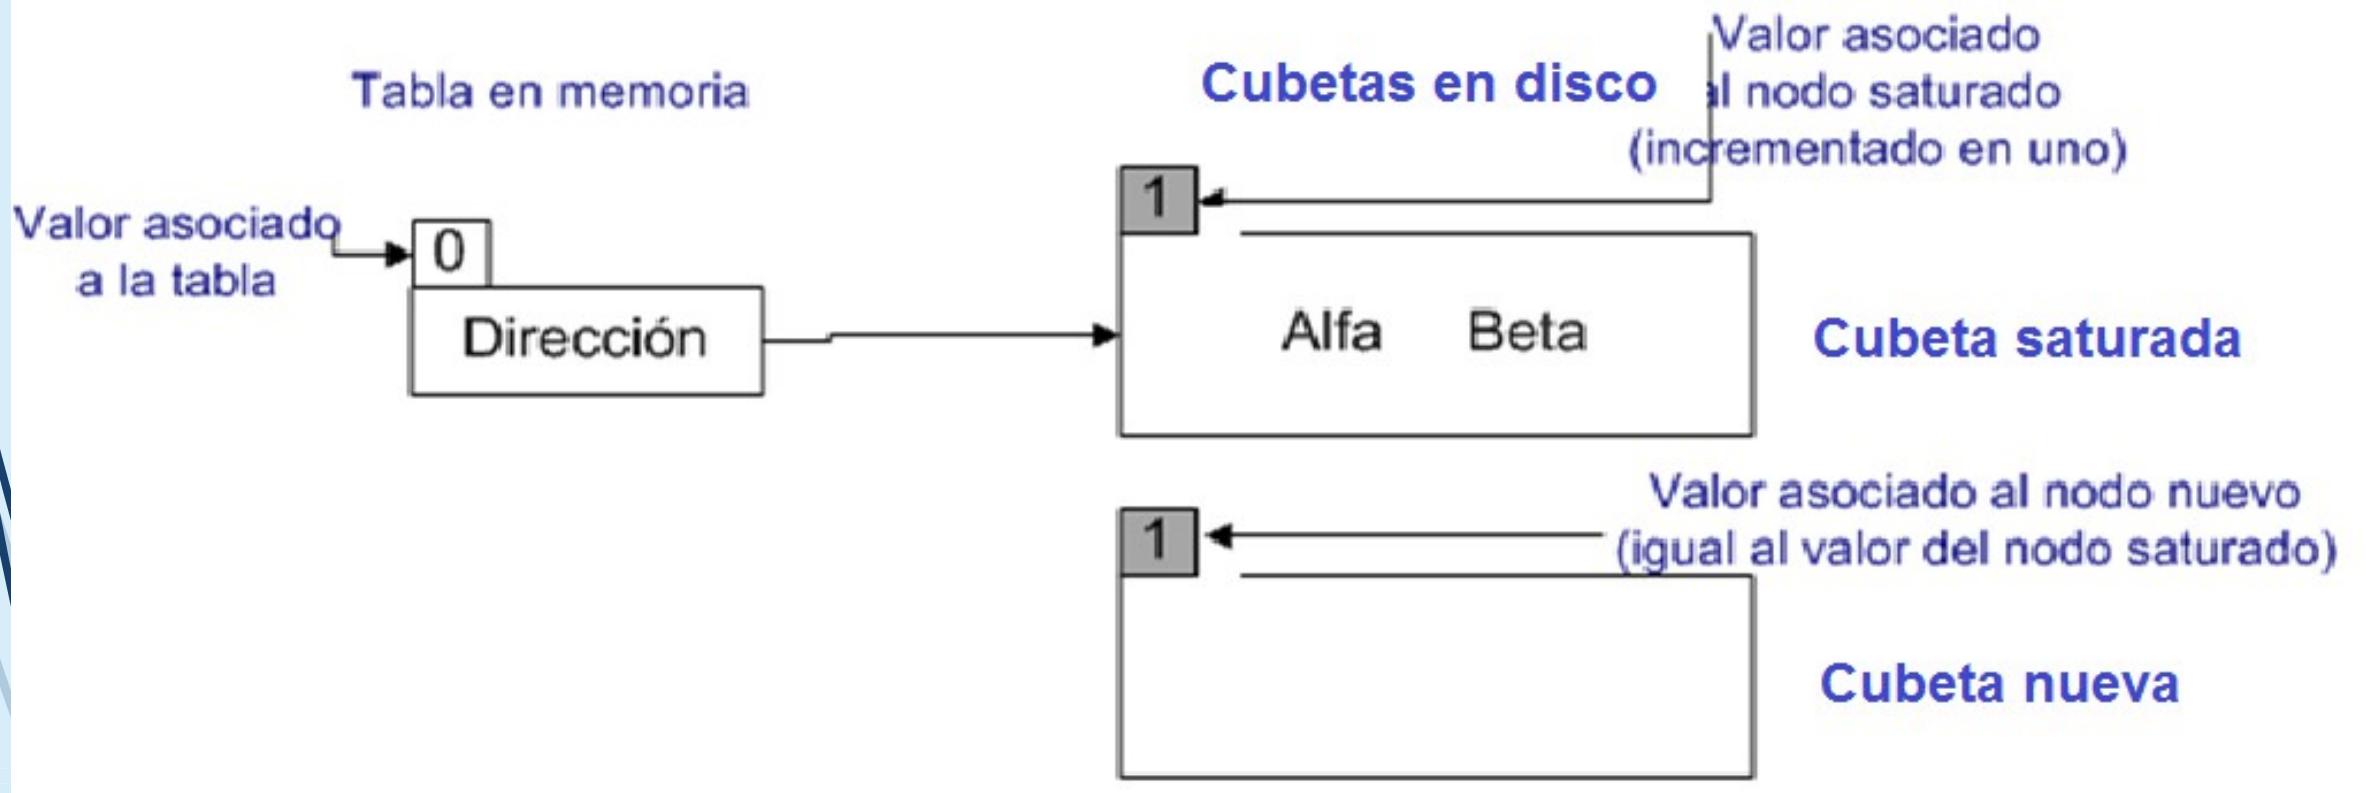 Tabla en memoria
Cubetas en disco
Valor asociado
al nodo saturado
(incrementado en uno)
1
Valor asociado
a la tabla
0
Dirección
Alfa Beta
Cubeta saturada
Valor asociado al nodo nuevo
(igual al valor del nodo saturado)
1
Cubeta nueva